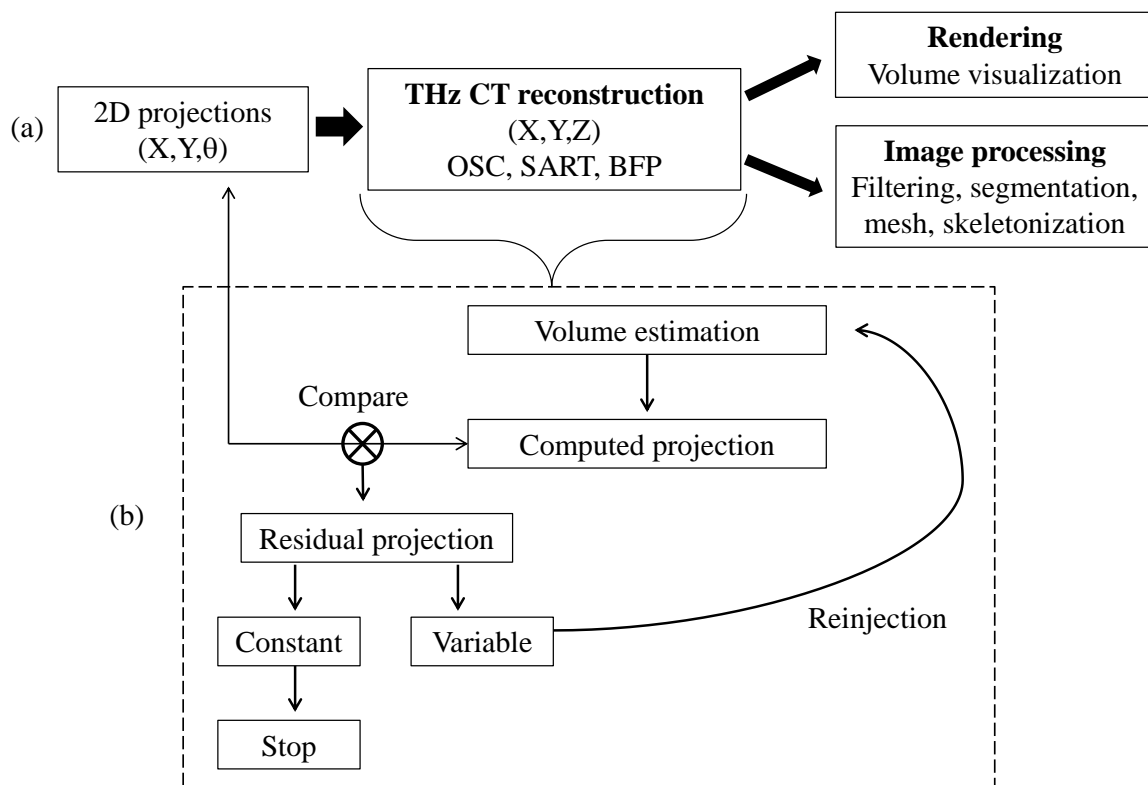 (a)
2D projections
(X,Y,θ)
THz CT reconstruction
(X,Y,Z)
OSC, SART, BFP
Rendering
Volume visualization
Image processing
Filtering, segmentation,
mesh, skeletonization
(b)
Volume estimation
Compare
Computed projection
Residual projection
Constant
Variable
Reinjection
Stop